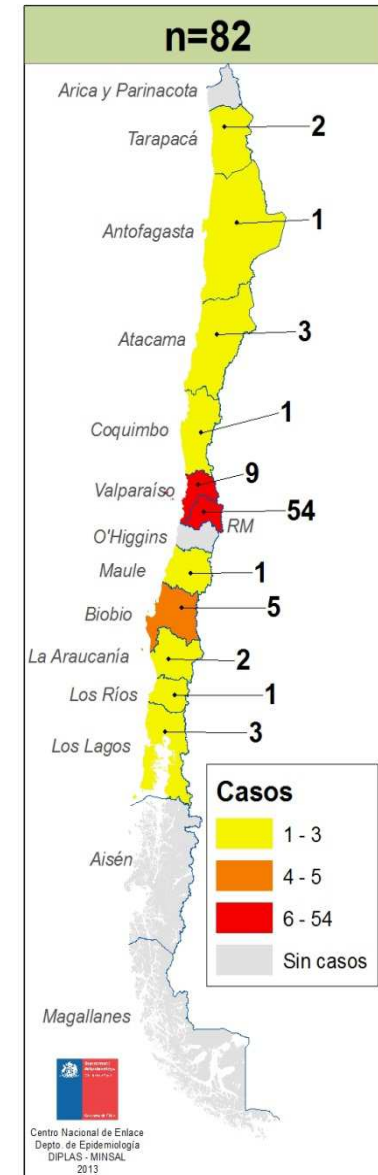 n=82
Arica y Parinacota
Tarapacá
2
Antofagasta
1
Atacama
3
Coquimbo
1
Valparaíso
9
54
RM
O'Higgins
Maule
1
Biobio
5
La Araucanía
2
Los Ríos
1
Los Lagos
3
Aisén
Magallanes
Casos
1 - 3
4 - 5
6 - 54
Sin casos
Centro Nacional de Enlace
Depto. de Epidemiología
DIPLAS - MINSAL
2013